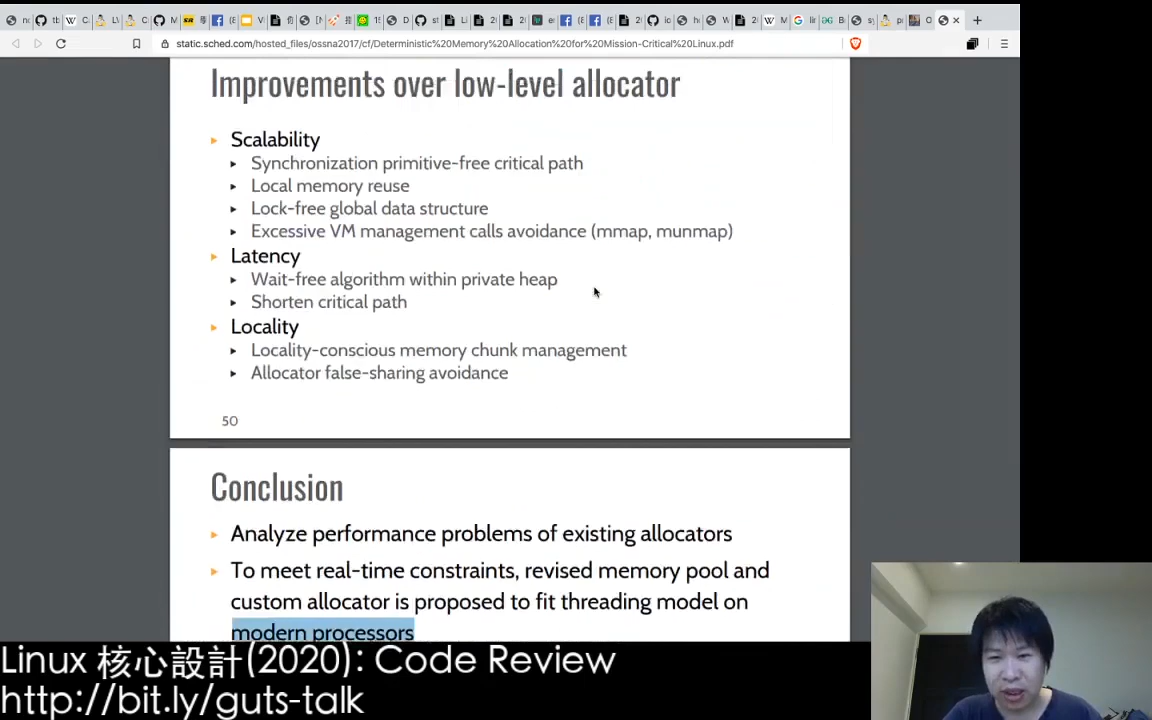 static.sched.com/hosted_files/ossna2017/cf/Deterministic%20Memory%20Allocation%20for%20Mission-Critical%20Linux.pdf
Improvements over low-level allocator
Scalability
Synchronization primitive-free critical path
Local memory reuse
Lock-free global data structure
Excessive VM management calls avoidance (mmap, munmap)
Latency
Wait-free algorithm within private heap
Shorten critical path
Locality
Locality-conscious memory chunk management
Allocator false-sharing avoidance
50
Conclusion
Analyze performance problems of existing allocators
To meet real-time constraints, revised memory pool and
custom allocator is proposed to fit threading model on
modern processors
Linux 核心設計(2020): Code Review
http://bit.ly/guts-talk